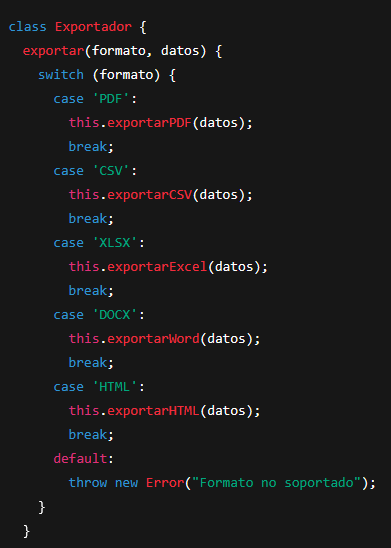 class Exportador {
  exportar(formato, datos) {
    switch (formato) {
      case 'PDF':
        this.exportarPDF(datos);
        break;
      case 'CSV':
        this.exportarCSV(datos);
        break;
      case 'XLSX':
        this.exportarExcel(datos);
        break;
      case 'DOCX':
        this.exportarWord(datos);
        break;
      case 'HTML':
        this.exportarHTML(datos);
        break;
      default:
        throw new Error("Formato no soportado");
    }
  }